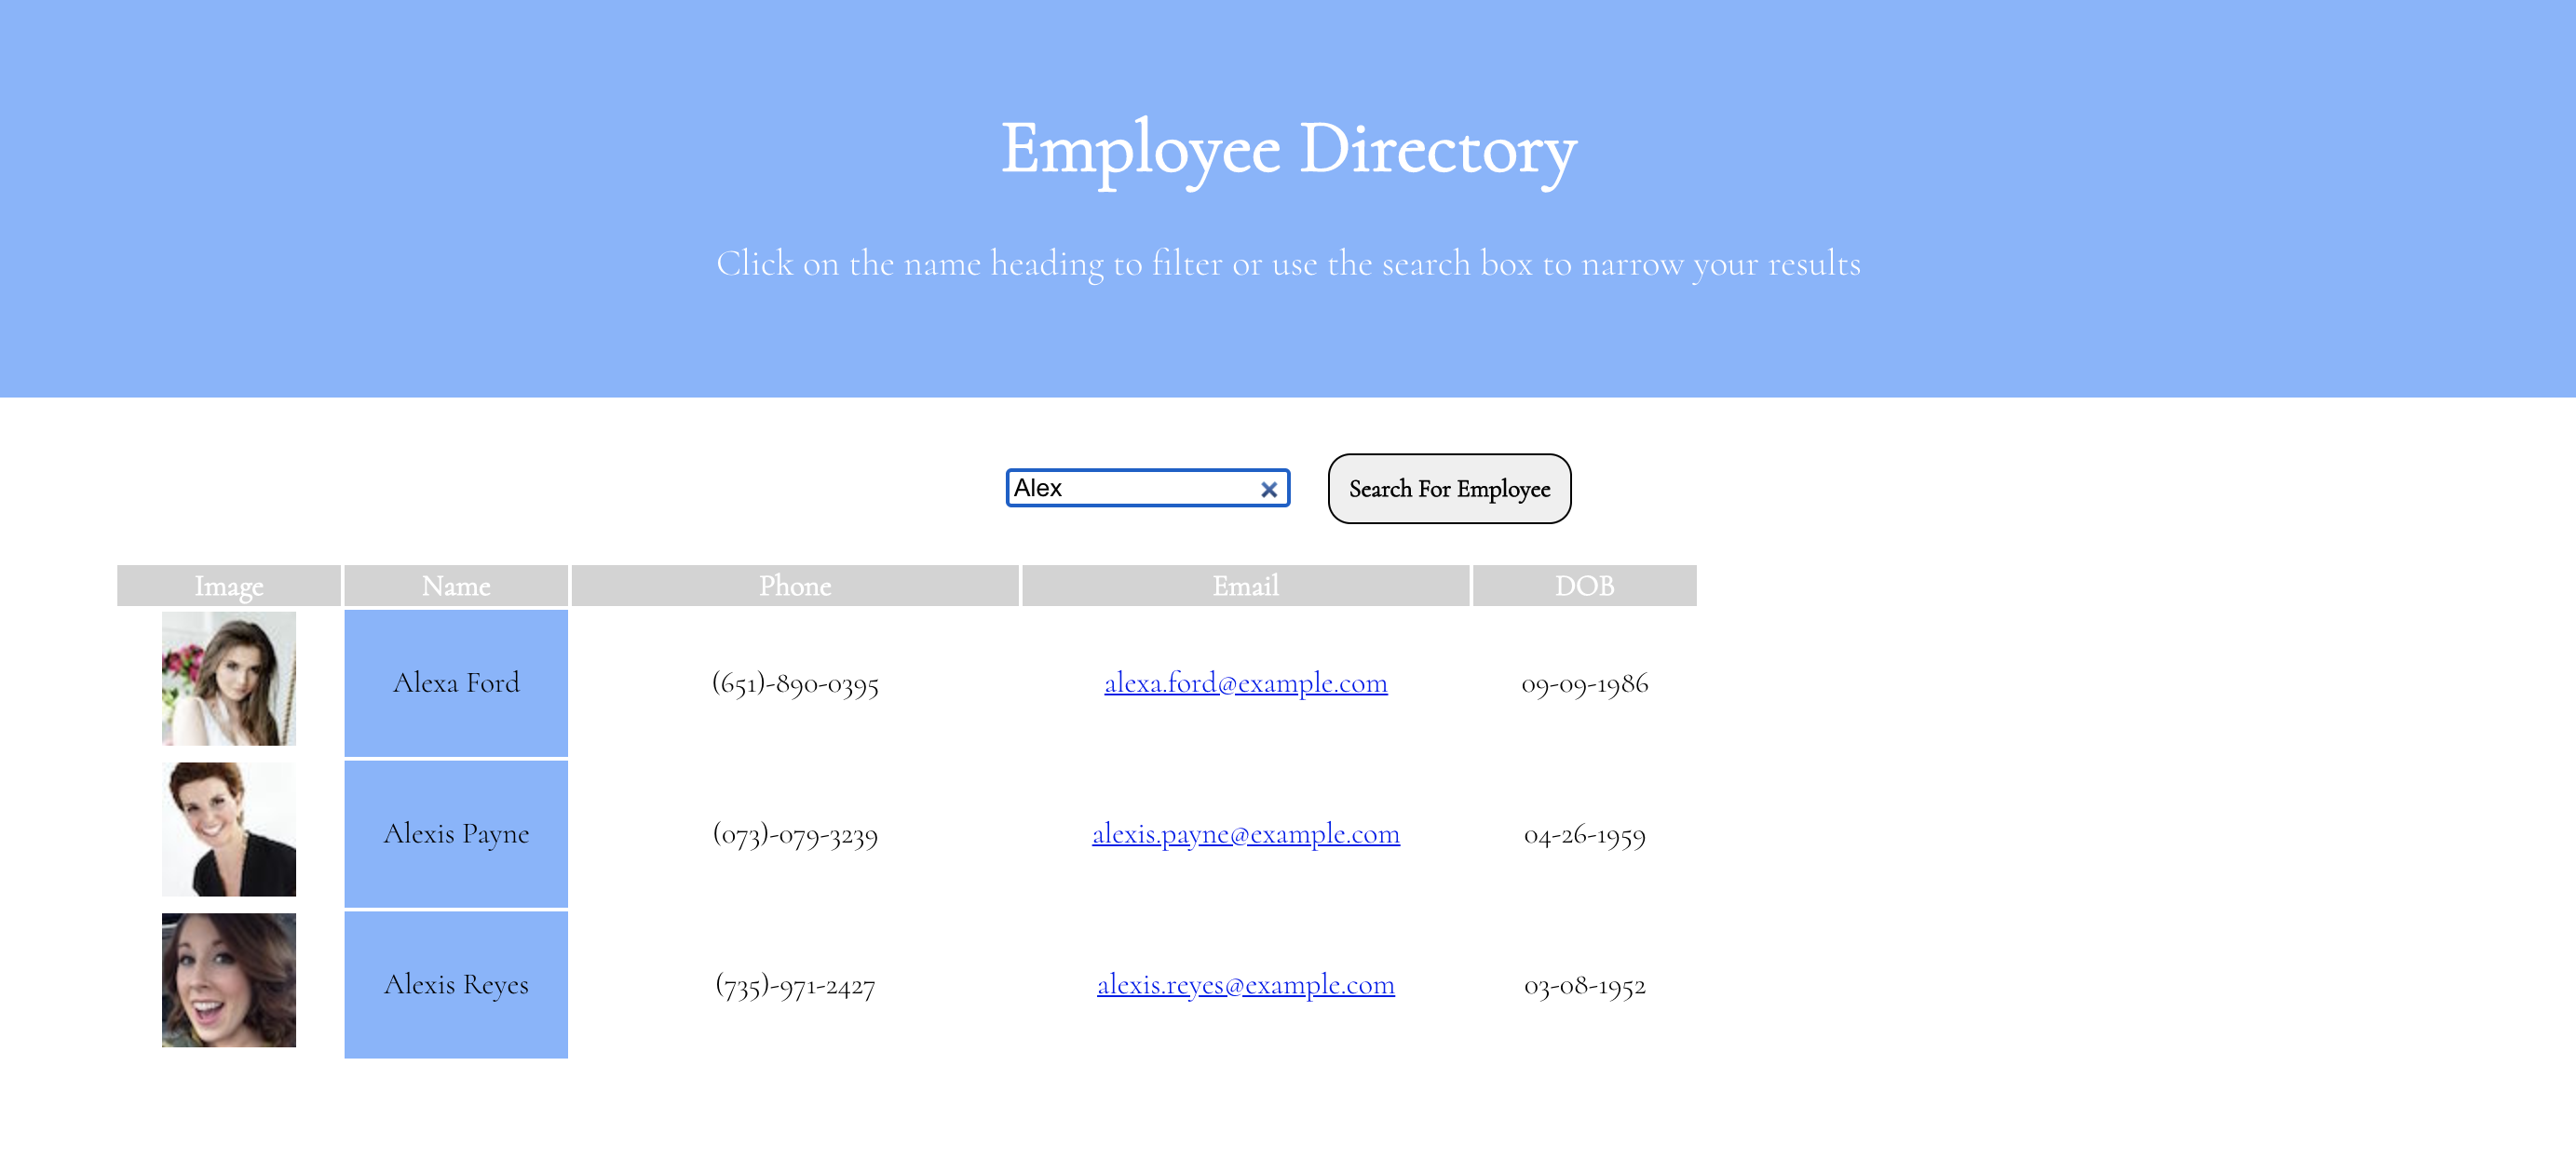 Employee Directory
Click on the name heading to filter or use the search box to narrow your results
Alex
Search For Employee
Image Name Phone Email DOB
Alexa Ford (651)-890-0395 alexa.ford@example.com 09-09-1986
Alexis Payne (073)-079-3239 alexis.payne@example.com 04-26-1959
Alexis Reyes (735)-971-2427 alexis.reyes@example.com 03-08-1952